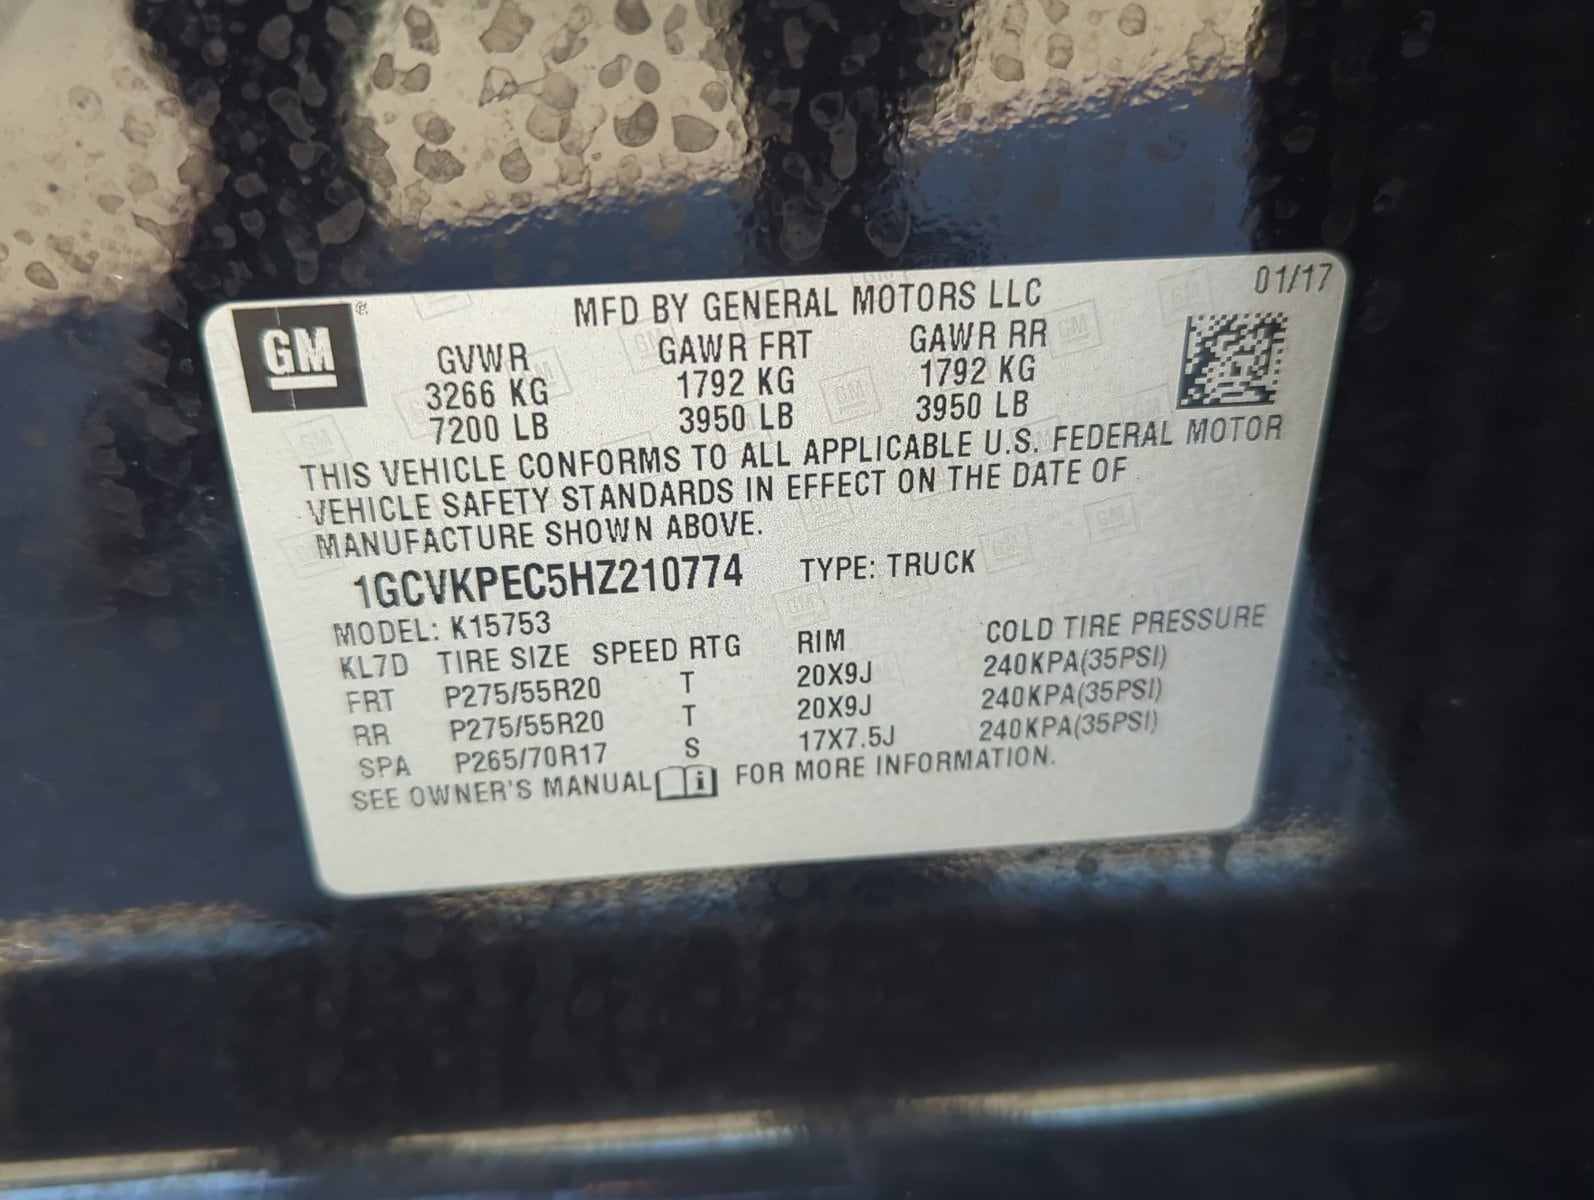 01/17
GM ® MFD BY GENERAL MOTORS LLC
GVWR GAWR FRT GAWR RR
3266 KG 1792 KG 1792 KG
7200 LB 3950 LB 3950 LB
THIS VEHICLE CONFORMS TO ALL APPLICABLE U.S. FEDERAL MOTOR
VEHICLE SAFETY STANDARDS IN EFFECT ON THE DATE OF
MANUFACTURE SHOWN ABOVE.
1GCVKPEC5HZ210774 TYPE: TRUCK
MODEL: K15753
KL7D TIRE SIZE SPEED RTG RIM COLD TIRE PRESSURE
FRT P275/55R20 T 20X9J 240KPA(35PSI)
RR P275/55R20 T 20X9J 240KPA(35PSI)
SPA P265/70R17 S 17X7.5J 240KPA(35PSI)
SEE OWNER'S MANUAL i FOR MORE INFORMATION.